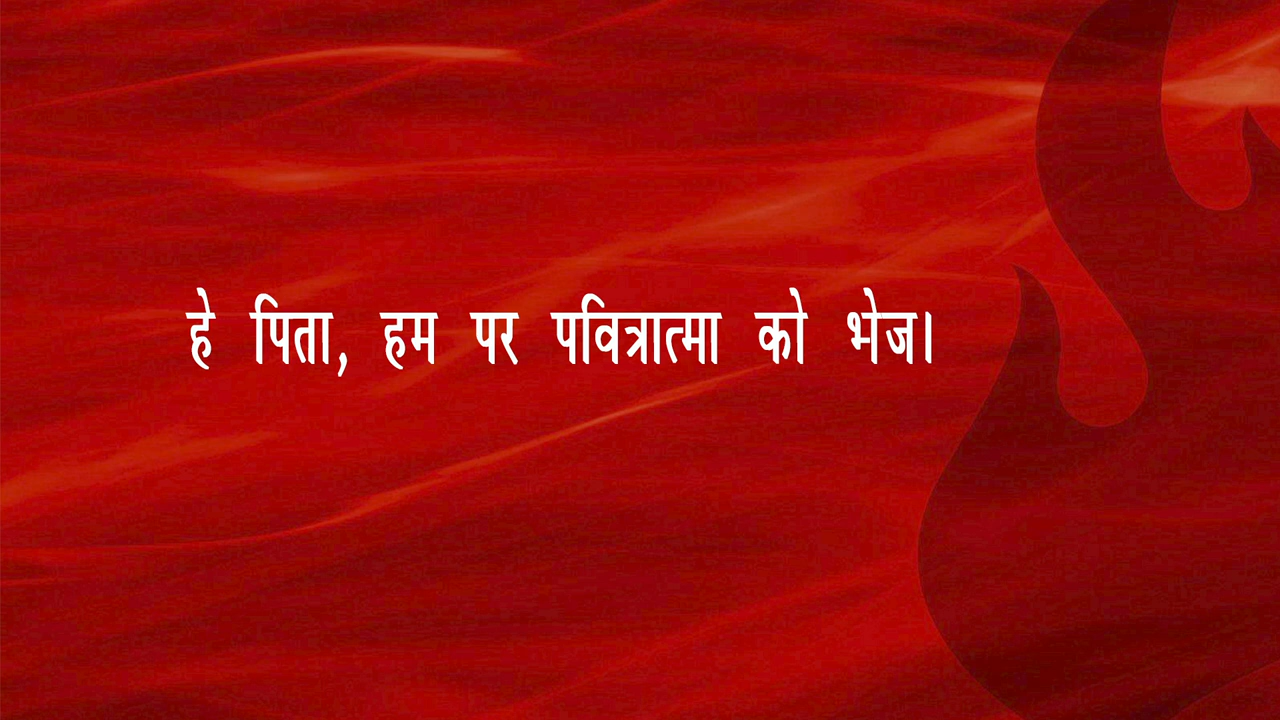 हे पिता, हम पर पवित्रात्मा को भेज।